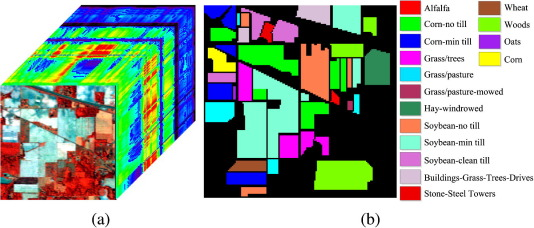 Alfalfa
Corn-no till
Corn-min till
Grass/trees
Grass/pasture
Grass/pasture-mowed
Hay-windrowed
Soybean-no till
Soybean-min till
Soybean-clean till
Buildings-Grass-Trees-Drives
Stone-Steel Towers
Wheat
Woods
Oats
Corn
(a)
(b)